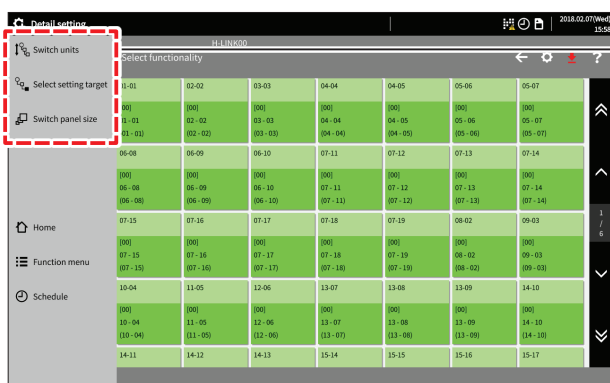 Detail setting
2018.02.07(Wed)
15:58
H-LINK00
Switch units
Select setting target
Switch panel size
Home
Function menu
Schedule
Select functionality
?
01-01 02-02 03-03 04-04 04-05 05-06 05-07
[00] [00] [00] [00] [00] [00] [00]
01 - 01 02 - 02 03 - 03 04 - 04 04 - 05 05 - 06 05 - 07
(01 - 01) (02 - 02) (03 - 03) (04 - 04) (04 - 05) (05 - 06) (05 - 07)
06-08 06-09 06-10 07-11 07-12 07-13 07-14
[00] [00] [00] [00] [00] [00] [00]
06 - 08 06 - 09 06 - 10 07 - 11 07 - 12 07 - 13 07 - 14
(06 - 08) (06 - 09) (06 - 10) (07 - 11) (07 - 12) (07 - 13) (07 - 14)
07-15 07-16 07-17 07-18 07-19 08-02 09-03
[00] [00] [00] [00] [00] [00] [00]
07 - 15 07 - 16 07 - 17 07 - 18 07 - 19 08 - 02 09 - 03
(07 - 15) (07 - 16) (07 - 17) (07 - 18) (07 - 19) (08 - 02) (09 - 03)
10-04 11-05 12-06 13-07 13-08 13-09 14-10
[00] [00] [00] [00] [00] [00] [00]
10 - 04 11 - 05 12 - 06 13 - 07 13 - 08 13 - 09 14 - 10
(10 - 04) (11 - 05) (12 - 06) (13 - 07) (13 - 08) (13 - 09) (14 - 10)
14-11 14-12 14-13 15-14 15-15 15-16 15-17
1
/
6